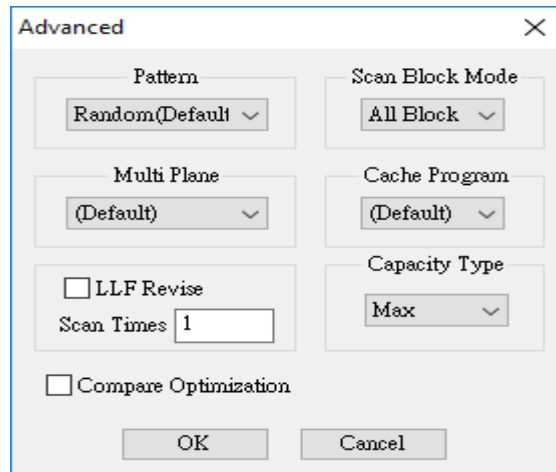 Advanced
Pattern
Scan Block Mode
Random(Default
All Block
Multi Plane
Cache Program
(Default)
(Default)
LLF Revise
Capacity Type
Scan Times 1
Max
Compare Optimization
OK
Cancel